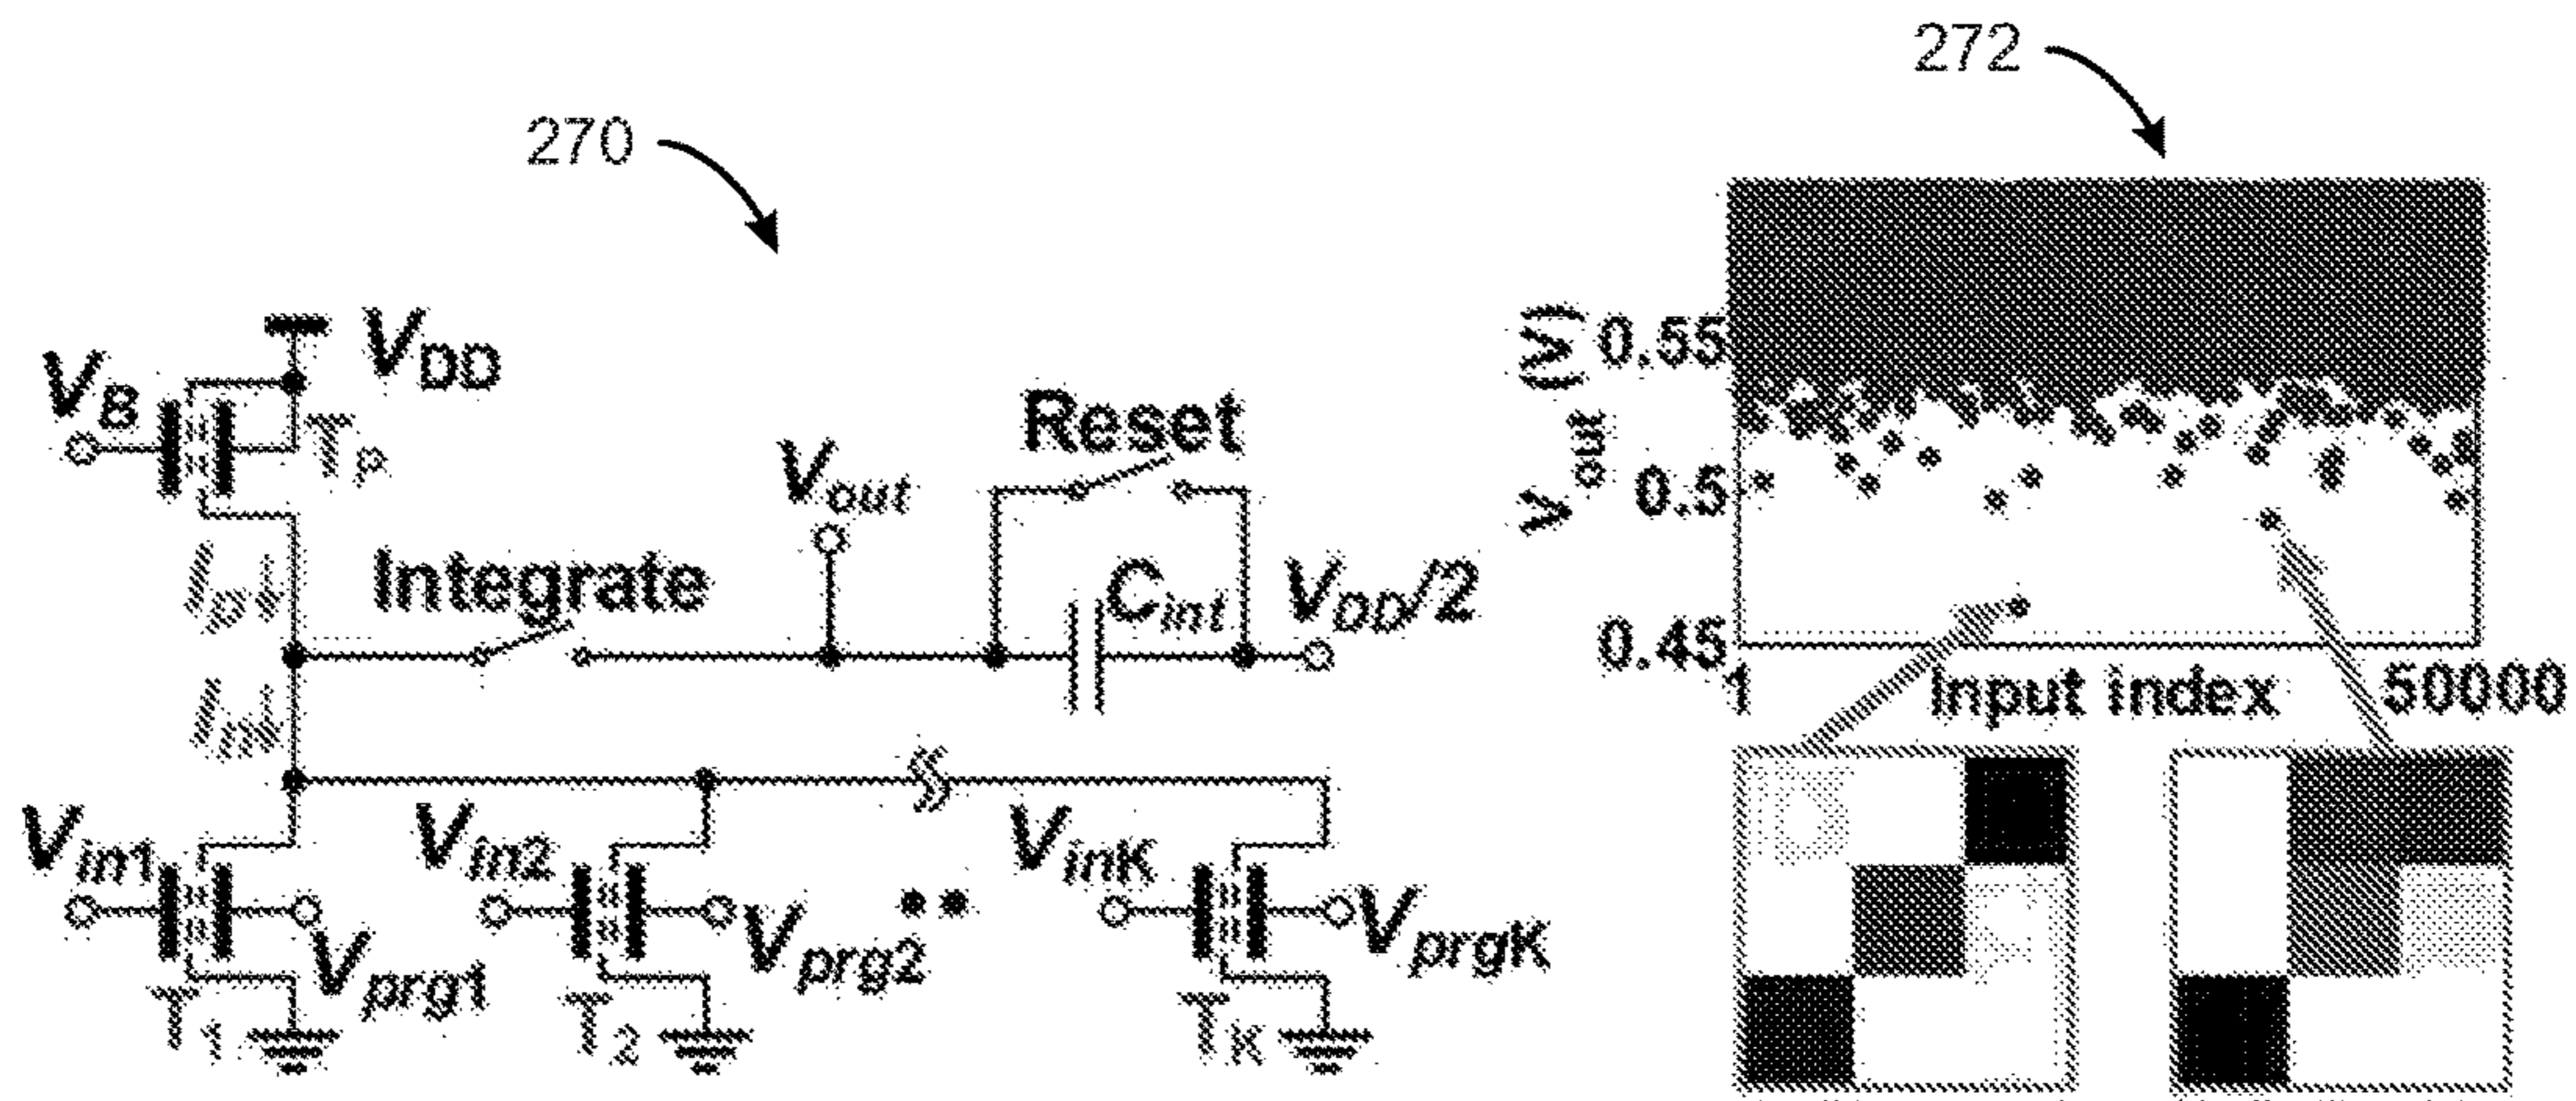 270
272
V_B
V_DD
T_p
V_out
Reset
I_p↓
Integrate
C_int
V_DD/2
I_in↓
V_in1
V_prg1
T_1
V_in2
V_prg2
T_2
V_inK
V_prgK
T_K
V_out (V)
0.55
0.5
0.45
1
Input index
50000